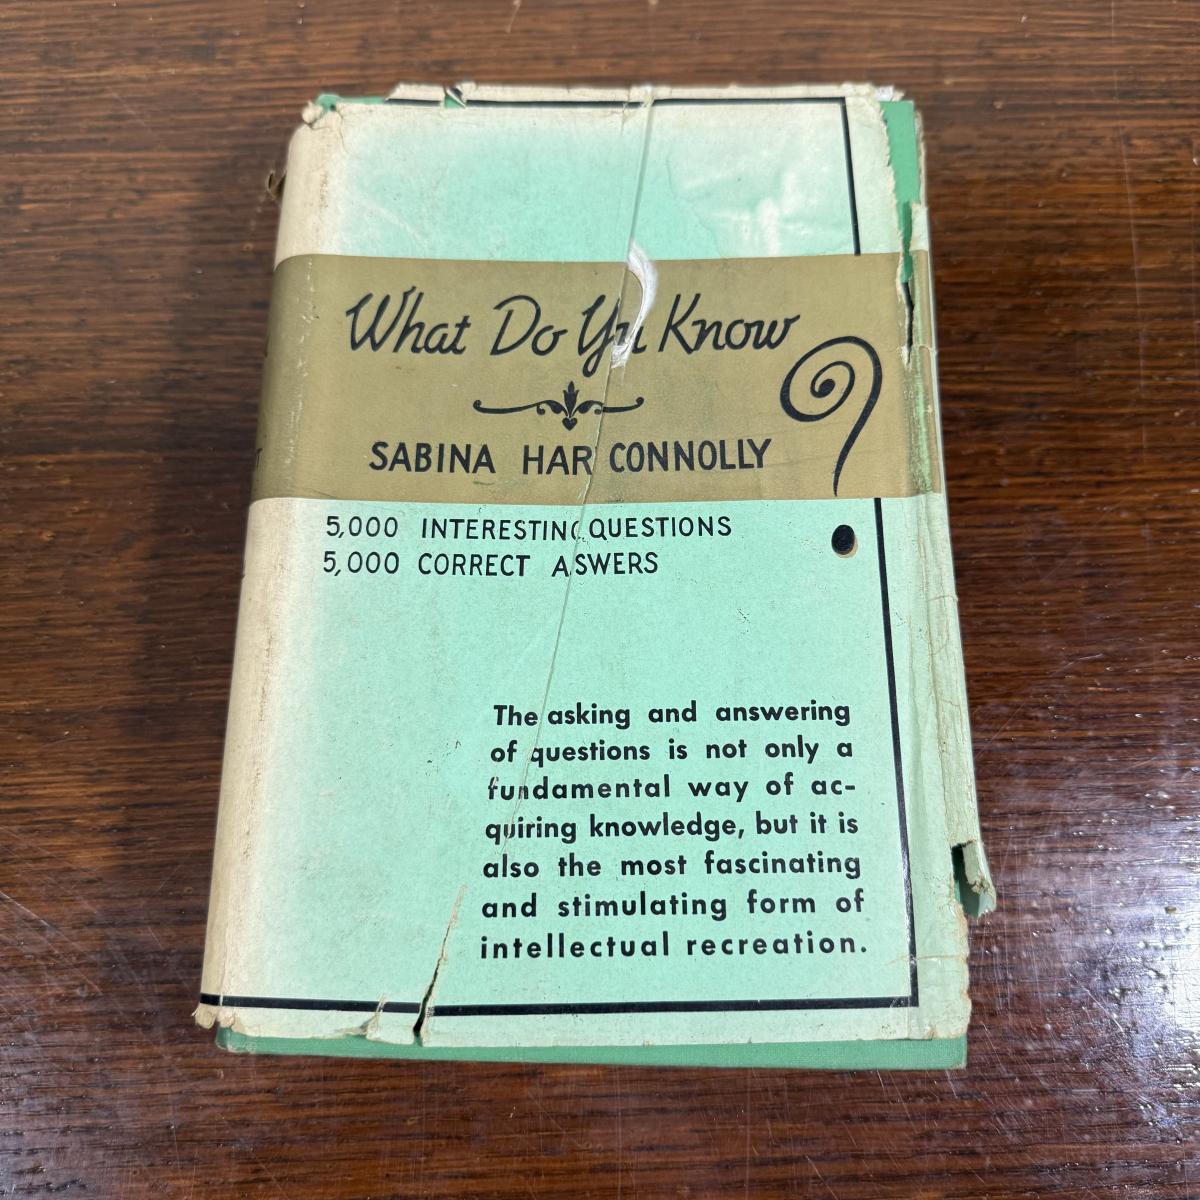 What Do Yu Know
SABINA HAR CONNOLLY
5,000 INTERESTING QUESTIONS
5,000 CORRECT ASWERS
The asking and answering
of questions is not only a
fundamental way of ac-
quiring knowledge, but it is
also the most fascinating
and stimulating form of
intellectual recreation.